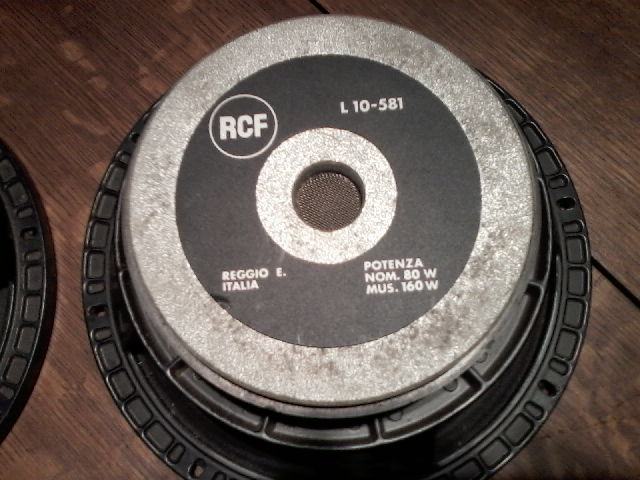 RCF
L 10-581
REGGIO E.
ITALIA
POTENZA
NOM. 80 W
MUS. 160 W